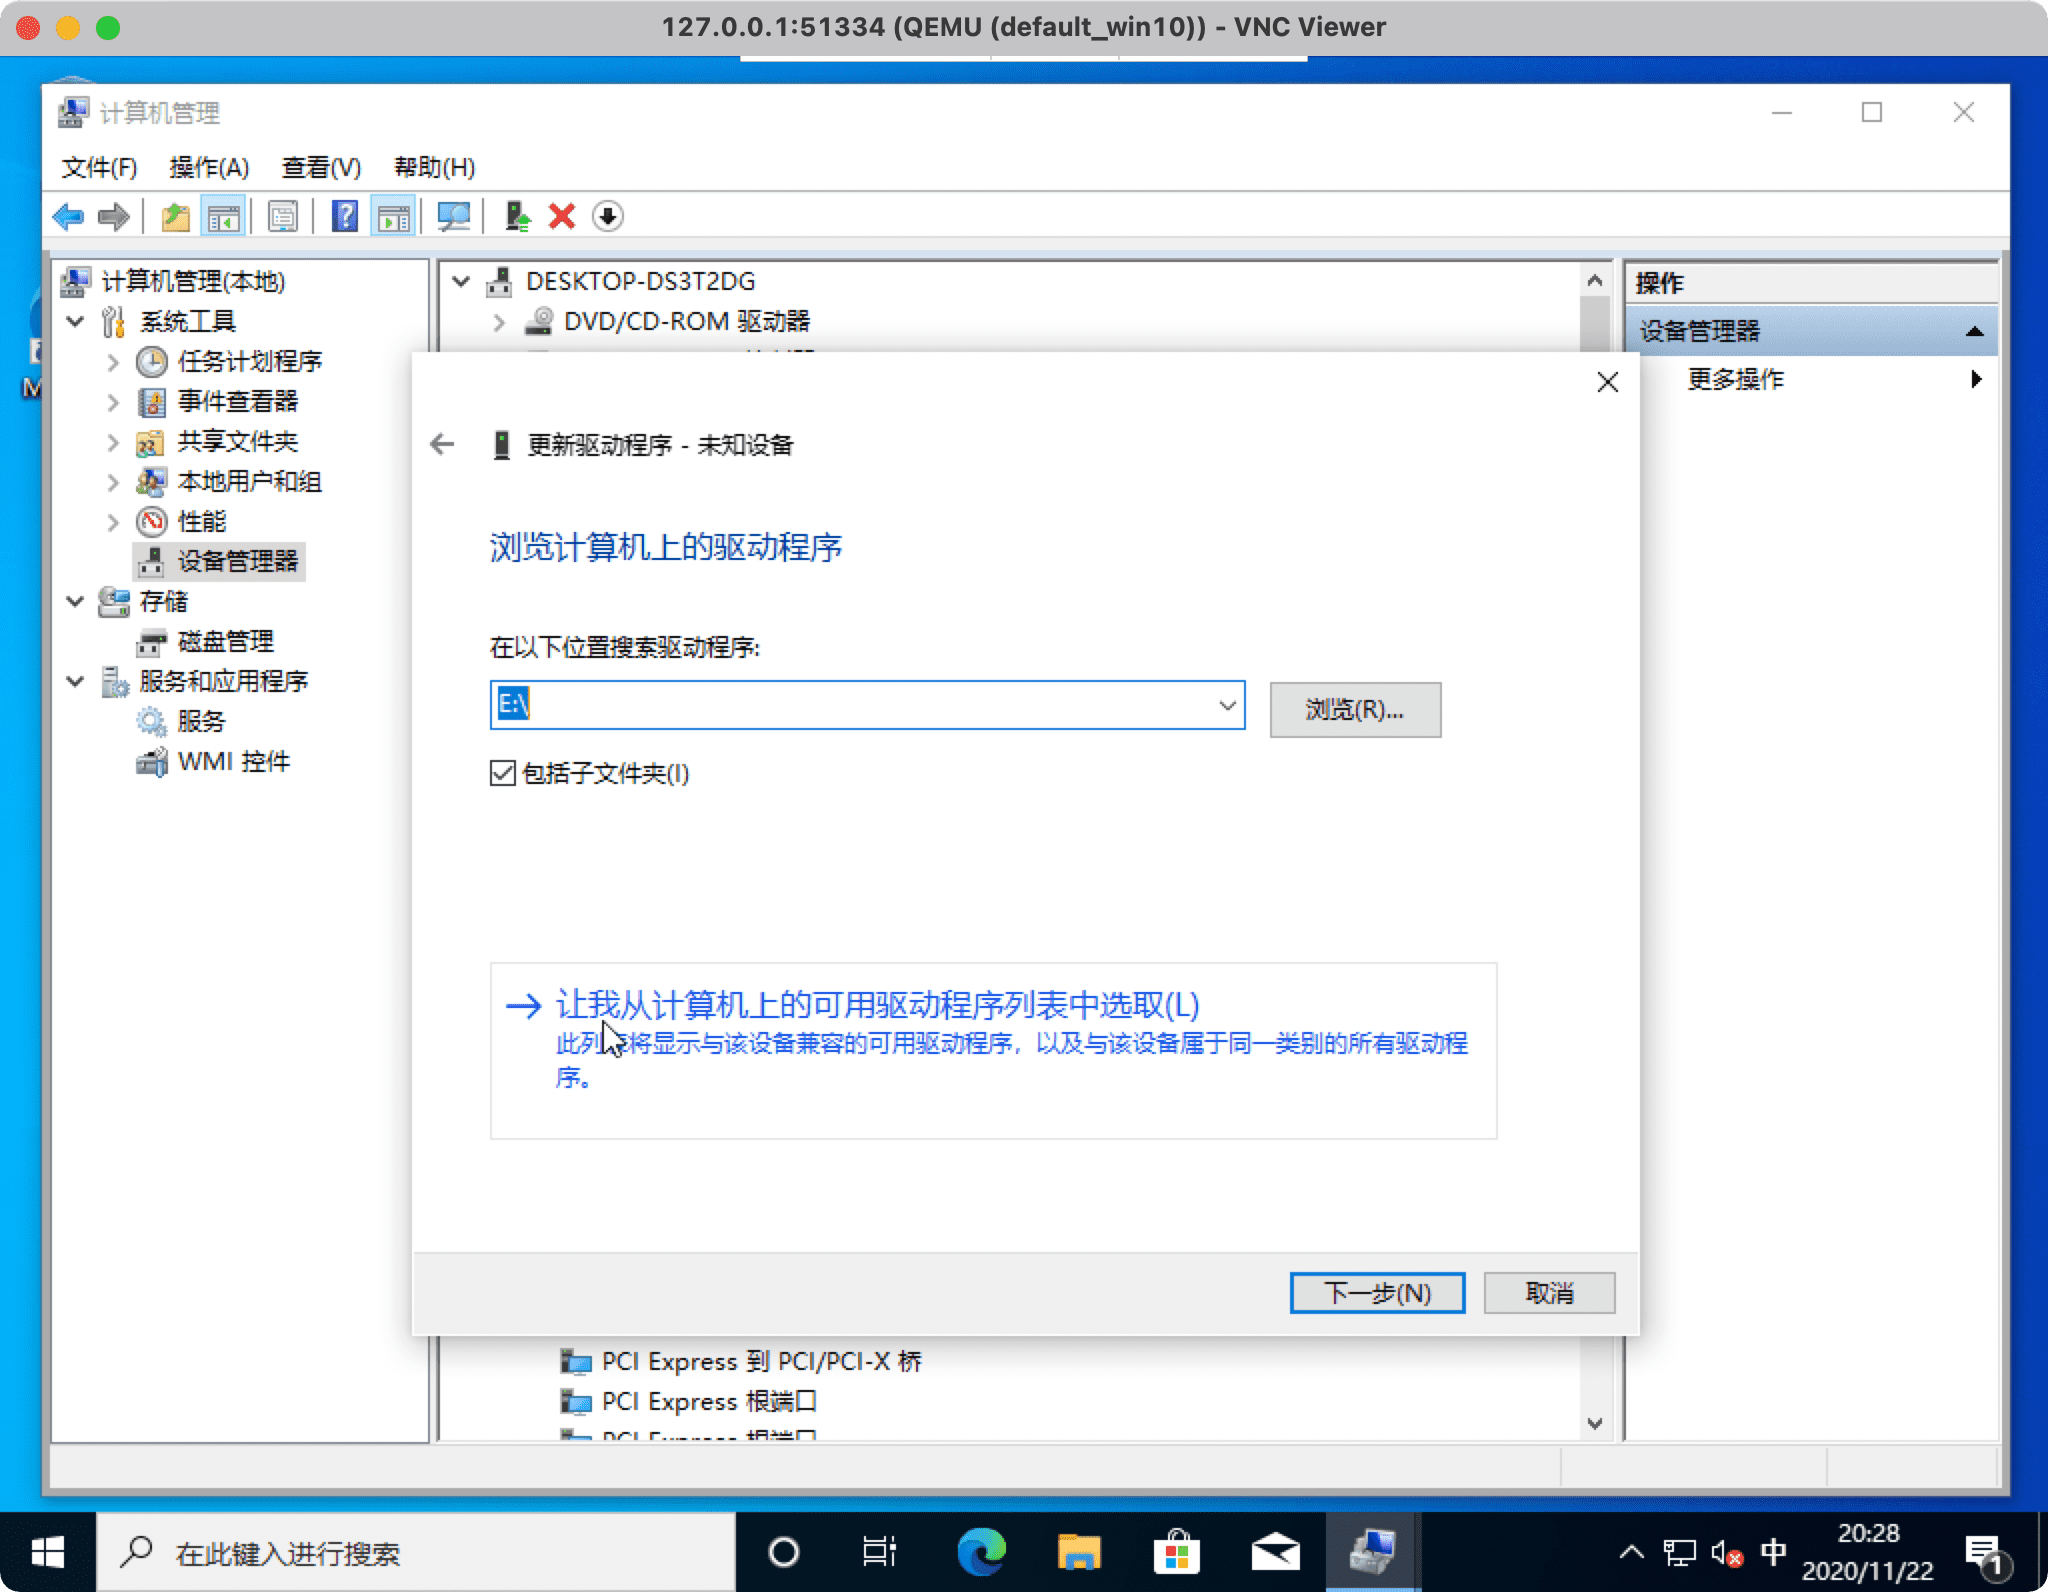 127.0.0.1:51334 (QEMU (default_win10)) - VNC Viewer
计算机管理
文件(F) 操作(A) 查看(V) 帮助(H)
计算机管理(本地)
系统工具
任务计划程序
事件查看器
共享文件夹
本地用户和组
性能
设备管理器
存储
磁盘管理
服务和应用程序
服务
WMI 控件
DESKTOP-DS3T2DG
DVD/CD-ROM 驱动器
操作
设备管理器
更多操作
更新驱动程序 - 未知设备
浏览计算机上的驱动程序
在以下位置搜索驱动程序:
E:\
浏览(R)...
包括子文件夹(I)
让我从计算机上的可用驱动程序列表中选取(L)
此列表将显示与该设备兼容的可用驱动程序，以及与该设备属于同一类别的所有驱动程
序。
下一步(N)
取消
PCI Express 到 PCI/PCI-X 桥
PCI Express 根端口
PCI Express 根端口
M
在此键入进行搜索
中
20:28
2020/11/22
1